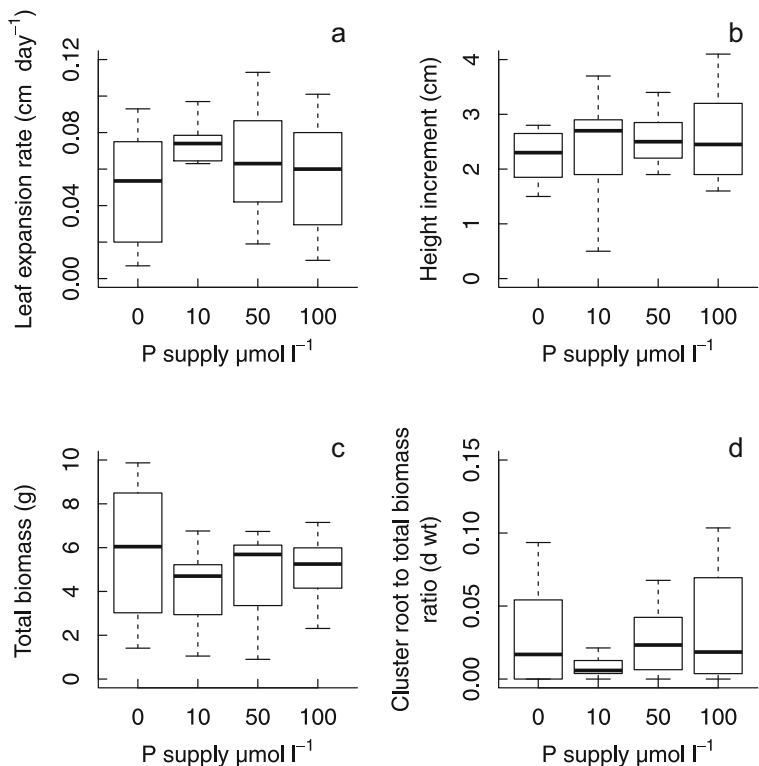 a
Leaf expansion rate (cm day⁻¹)
0.00 0.04 0.08 0.12
0 10 50 100
P supply µmol l⁻¹
b
Height increment (cm)
0 1 2 3 4
0 10 50 100
P supply µmol l⁻¹
c
Total biomass (g)
0 2 4 6 8 10
0 10 50 100
P supply µmol l⁻¹
d
Cluster root to total biomass
ratio (d wt)
0.00 0.05 0.10 0.15
0 10 50 100
P supply µmol l⁻¹